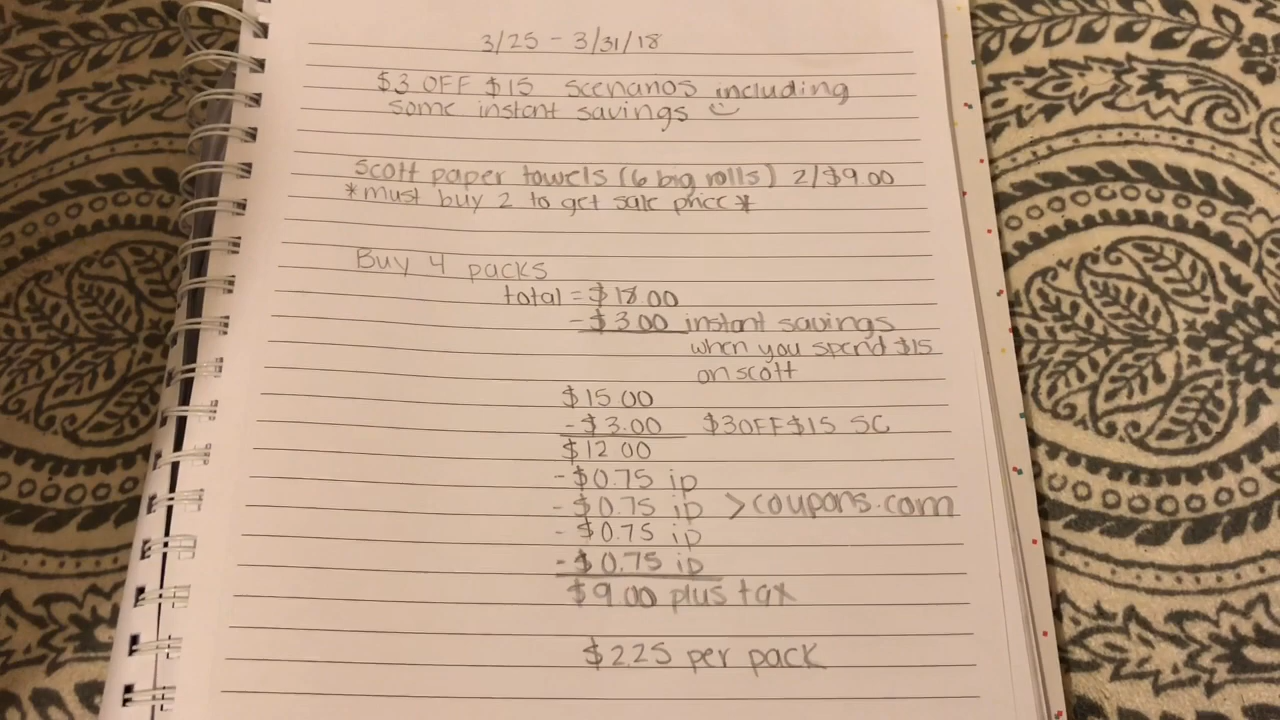 3/25 - 3/31/18
$3 OFF $15 scenarios including
some instant savings
Scott paper towels (6 big rolls) 2/$9.00
*must buy 2 to get sale price*
Buy 4 packs
total = $18.00
- $3.00 instant savings
when you spend $15
on scott
$15.00
- $3.00 $3OFF$15 SC
$12.00
- $0.75 ip
- $0.75 ip >coupons.com
- $0.75 ip
- $0.75 ip
$9.00 plus tax
$2.25 per pack